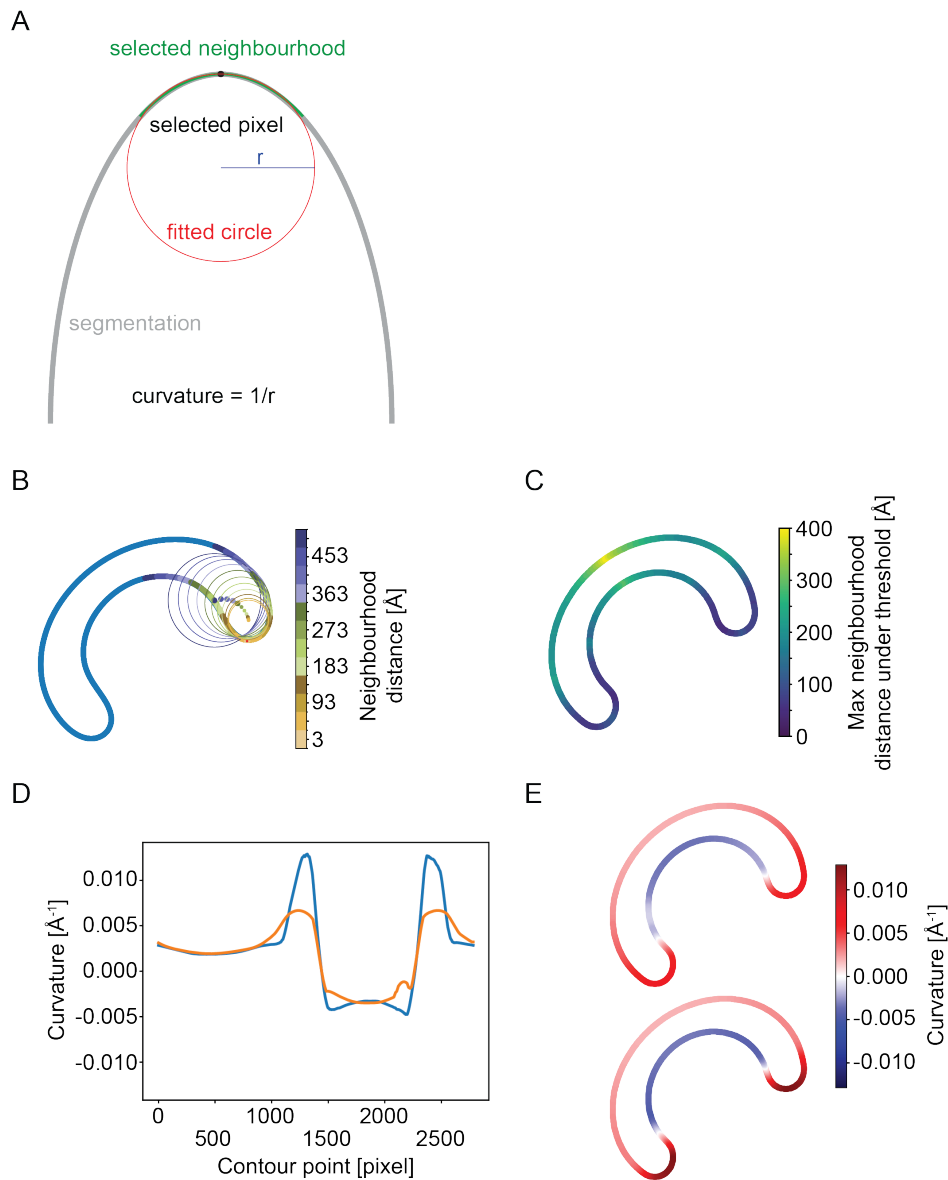 A
selected neighbourhood
selected pixel
r
fitted circle
segmentation
curvature = 1/r
B
453
363
273
183
93
3
Neighbourhood
distance [Å]
C
400
300
200
100
0
Max neighbourhood
distance under threshold [Å]
D
0.010
0.005
0.000
-0.005
-0.010
Curvature [Å-1]
0
1000
2000
500
1500
2500
Contour point [pixel]
E
0.010
0.005
0.000
-0.005
-0.010
Curvature [Å-1]